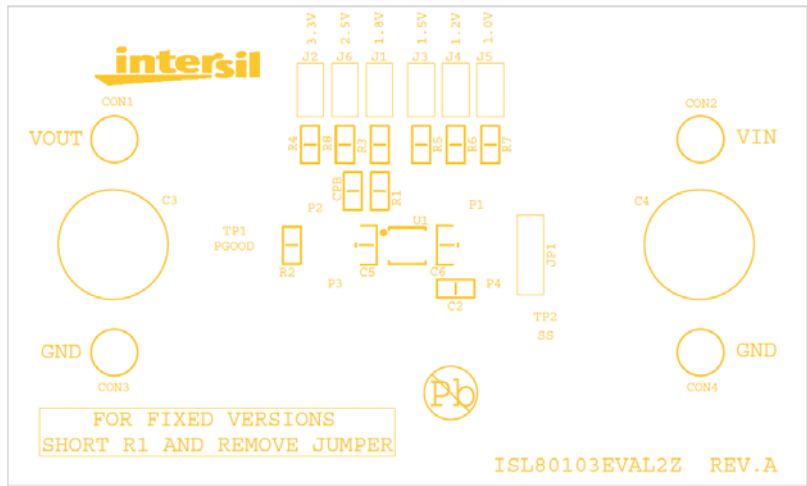 3.3V 2.5V 1.8V 1.5V 1.2V 1.0V
intersil
J2 J6 J1 J3 J4 J5
CON1
CON2
VOUT
VIN
R4 R8 R3 R5 R6 R7
CPB R1
C3
P2
P1
C4
TP1
PGOOD
U1
JP1
R2
C5
C6
P3
P4
C2
TP2
SS
GND
GND
CON3
CON4
Pb
FOR FIXED VERSIONS
SHORT R1 AND REMOVE JUMPER
ISL80103EVAL2Z REV.A